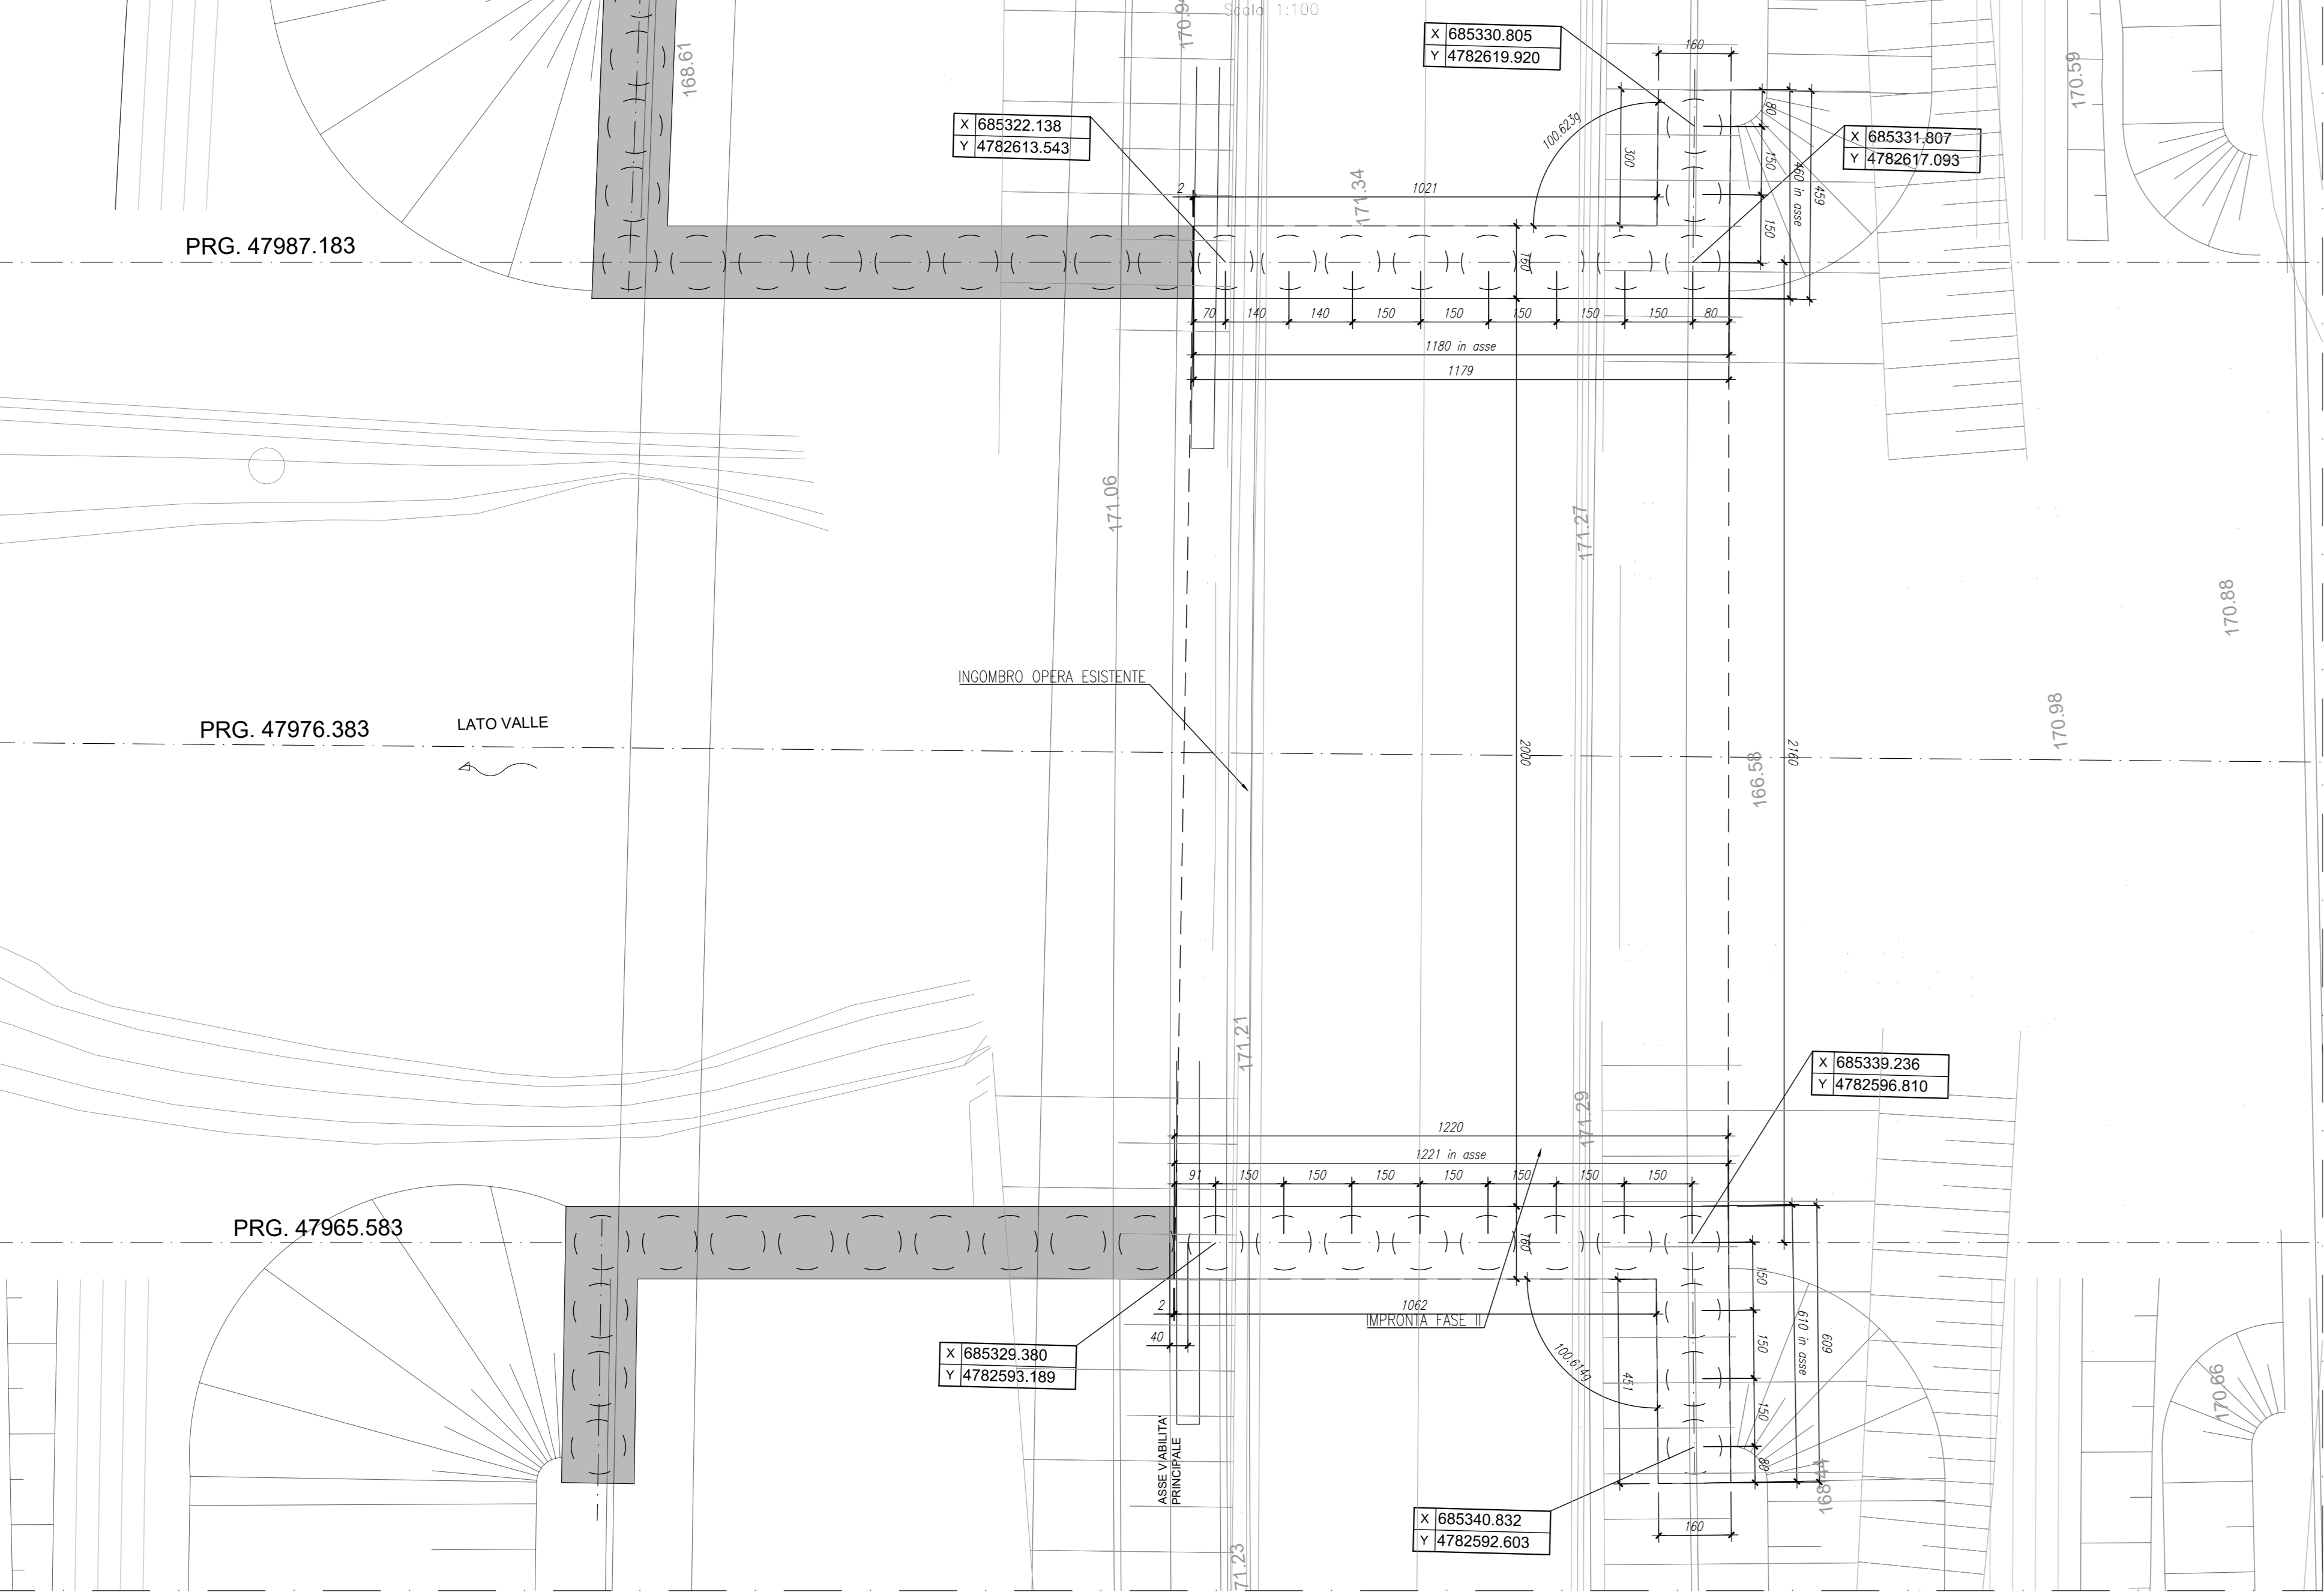 Scala 1:100
170.94
168.61
X 685330.805
Y 4782619.920
160
170.59
X 685322.138
Y 4782613.543
100.623g
80
X 685331.807
Y 4782617.093
300
150
460 in asse
459
2
1021
171.34
150
PRG. 47987.183
160
70
140
140
150
150
150
150
150
80
1180 in asse
1179
171.06
171.27
170.88
INGOMBRO OPERA ESISTENTE
PRG. 47976.383
LATO VALLE
2000
2160
170.98
166.58
171.21
X 685339.236
Y 4782596.810
171.29
1220
1221 in asse
91
150
150
150
150
150
150
150
PRG. 47965.583
160
150
2
1062
IMPRONTA FASE II
40
610 in asse
609
150
X 685329.380
Y 4782593.189
100.614g
451
150
170.66
ASSE VIABILITA'
PRINCIPALE
80
168.44
X 685340.832
Y 4782592.603
160
171.23